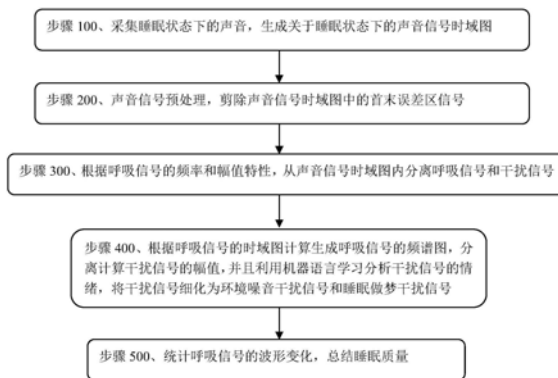 步骤 100、采集睡眠状态下的声音，生成关于睡眠状态下的声音信号时域图
步骤 200、声音信号预处理，剪除声音信号时域图中的首末误差区信号
步骤 300、根据呼吸信号的频率和幅值特性，从声音信号时域图内分离呼吸信号和干扰信号
步骤 400、根据呼吸信号的时域图计算生成呼吸信号的频谱图，分
离计算干扰信号的幅值，并且利用机器语言学习分析干扰信号的情
绪，将干扰信号细化为环境噪音干扰信号和睡眠做梦干扰信号
步骤 500、统计呼吸信号的波形变化，总结睡眠质量